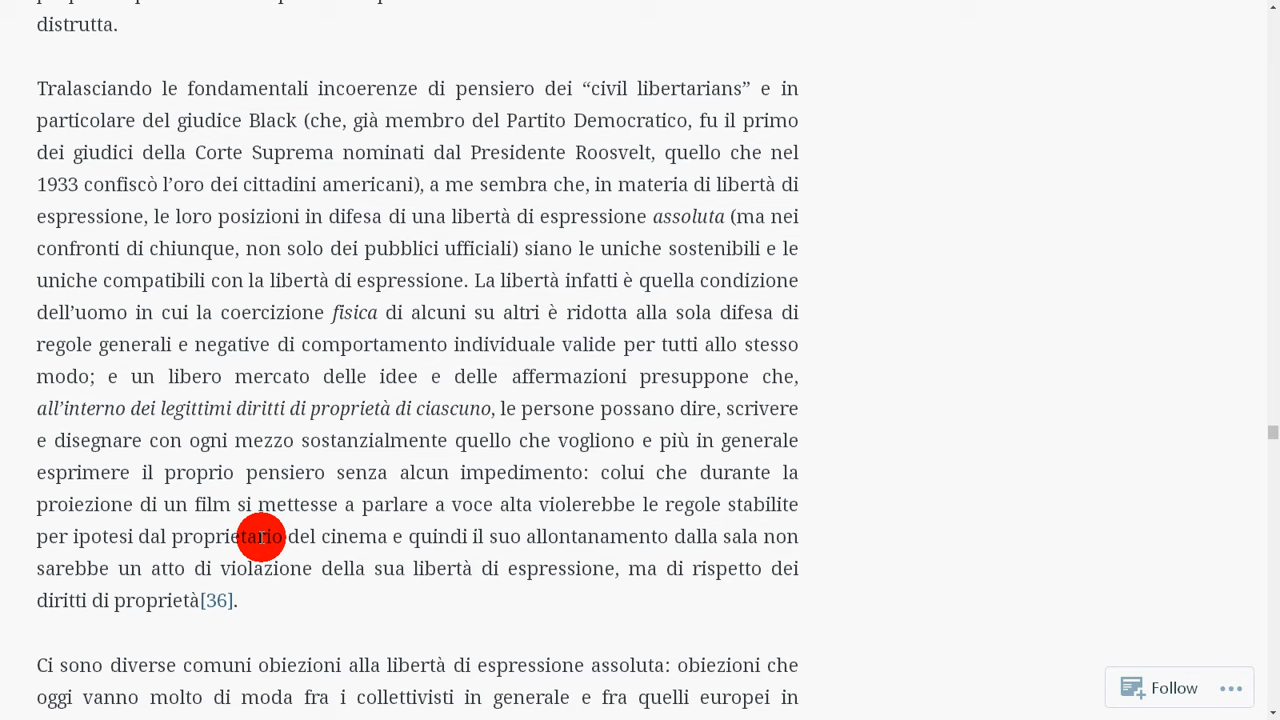 distrutta.
Tralasciando le fondamentali incoerenze di pensiero dei “civil libertarians” e in
particolare del giudice Black (che, già membro del Partito Democratico, fu il primo
dei giudici della Corte Suprema nominati dal Presidente Roosvelt, quello che nel
1933 confiscò l’oro dei cittadini americani), a me sembra che, in materia di libertà di
espressione, le loro posizioni in difesa di una libertà di espressione assoluta (ma nei
confronti di chiunque, non solo dei pubblici ufficiali) siano le uniche sostenibili e le
uniche compatibili con la libertà di espressione. La libertà infatti è quella condizione
dell’uomo in cui la coercizione fisica di alcuni su altri è ridotta alla sola difesa di
regole generali e negative di comportamento individuale valide per tutti allo stesso
modo; e un libero mercato delle idee e delle affermazioni presuppone che,
all’interno dei legittimi diritti di proprietà di ciascuno, le persone possano dire, scrivere
e disegnare con ogni mezzo sostanzialmente quello che vogliono e più in generale
esprimere il proprio pensiero senza alcun impedimento: colui che durante la
proiezione di un film si mettesse a parlare a voce alta violerebbe le regole stabilite
per ipotesi dal proprietario del cinema e quindi il suo allontanamento dalla sala non
sarebbe un atto di violazione della sua libertà di espressione, ma di rispetto dei
diritti di proprietà[36].
Ci sono diverse comuni obiezioni alla libertà di espressione assoluta: obiezioni che
oggi vanno molto di moda fra i collettivisti in generale e fra quelli europei in
Follow